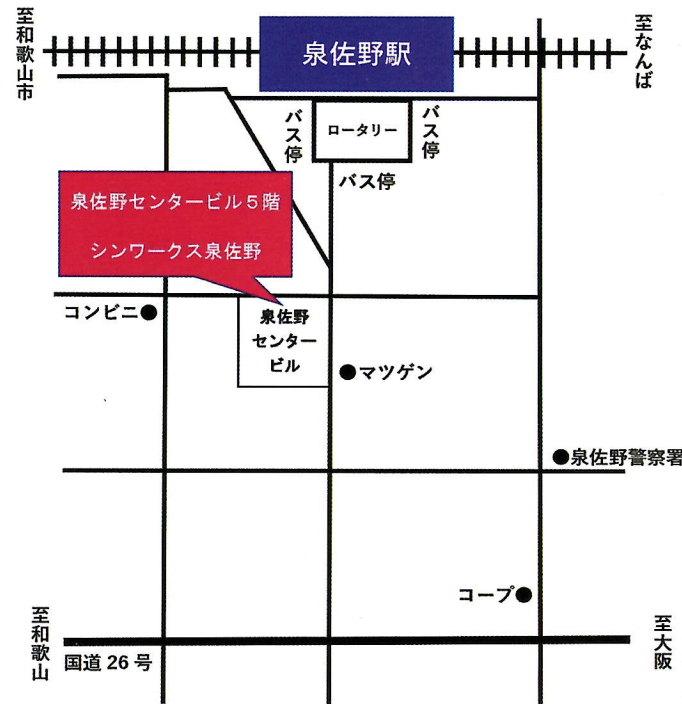 至和歌山市
泉佐野駅
至なんば
バス停
ロータリー
バス停
バス停
泉佐野センタービル5階
シンワークス泉佐野
コンビニ
泉佐野
センター
ビル
マツゲン
泉佐野警察署
コープ
至和歌山
国道26号
至大阪